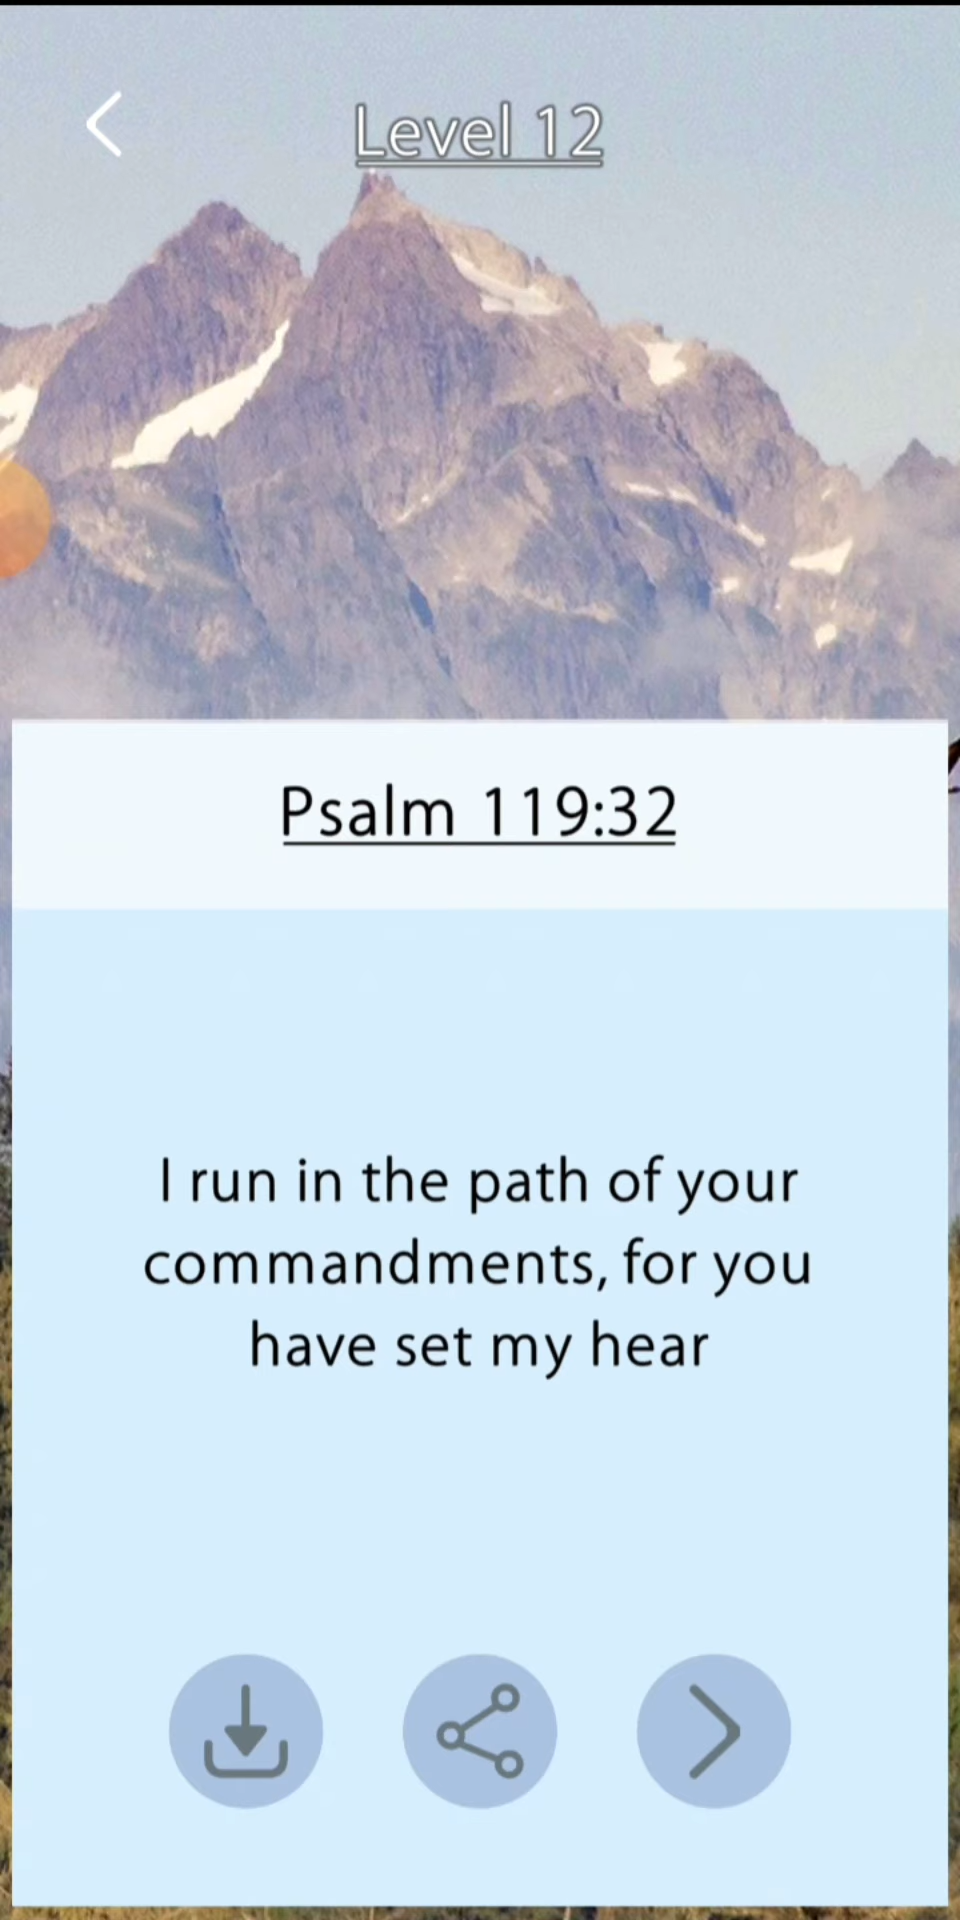 Level 12
Psalm 119:32
I run in the path of your
commandments, for you
have set my hear